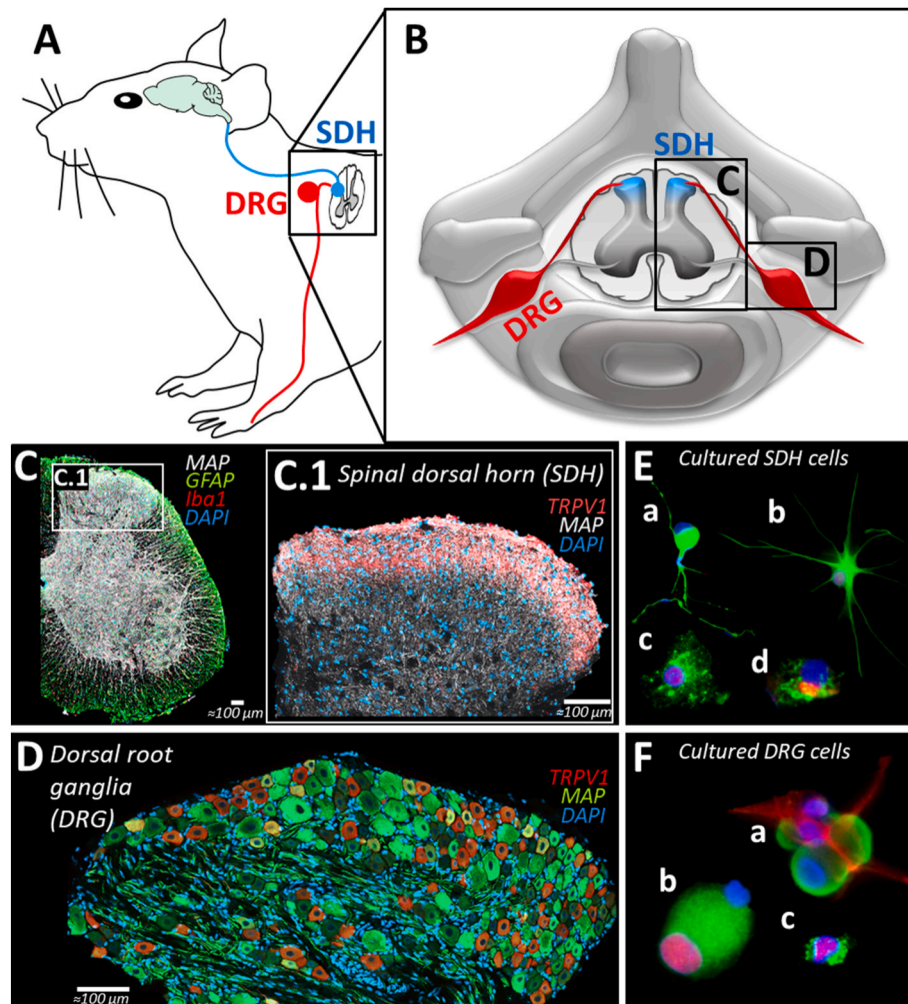 A
SDH
DRG
B
SDH
C
D
DRG
C
C.1
MAP
GFAP
Iba1
DAPI
≈100 µm
C.1 Spinal dorsal horn (SDH)
TRPV1
MAP
DAPI
≈100 µm
E Cultured SDH cells
a
b
c
d
D Dorsal root
ganglia
(DRG)
TRPV1
MAP
DAPI
≈100 µm
F Cultured DRG cells
a
b
c